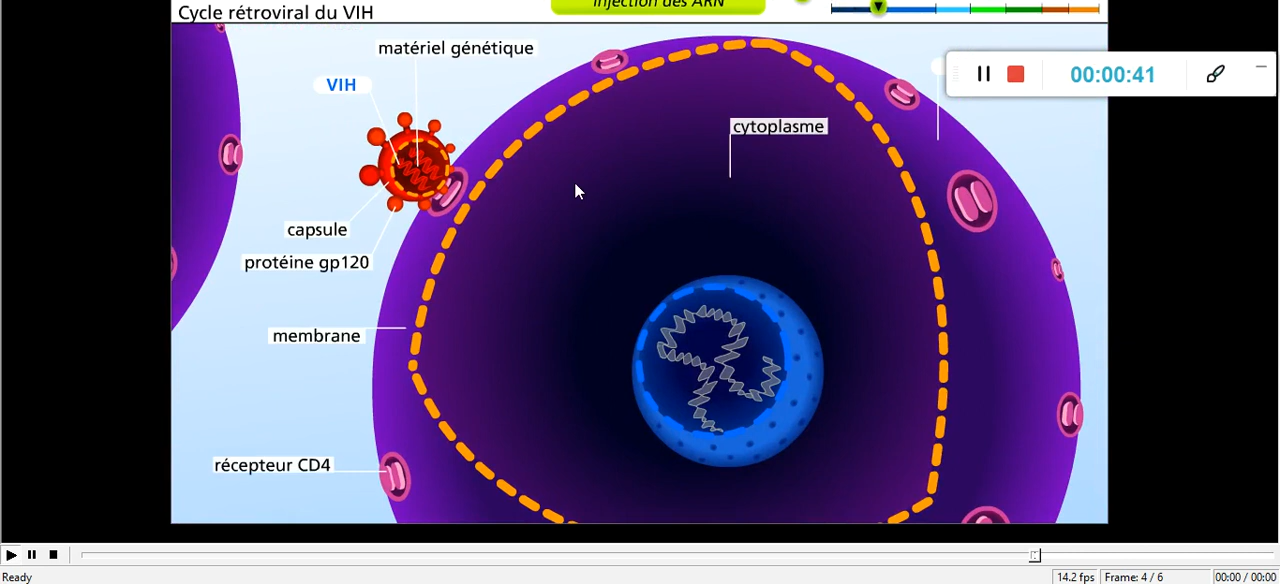 Injection des ARN
Cycle rétroviral du VIH
matériel génétique
VIH
00:00:41
cytoplasme
capsule
protéine gp120
membrane
récepteur CD4
Ready
14.2 fps
Frame: 4 / 6
00:00 / 00:00